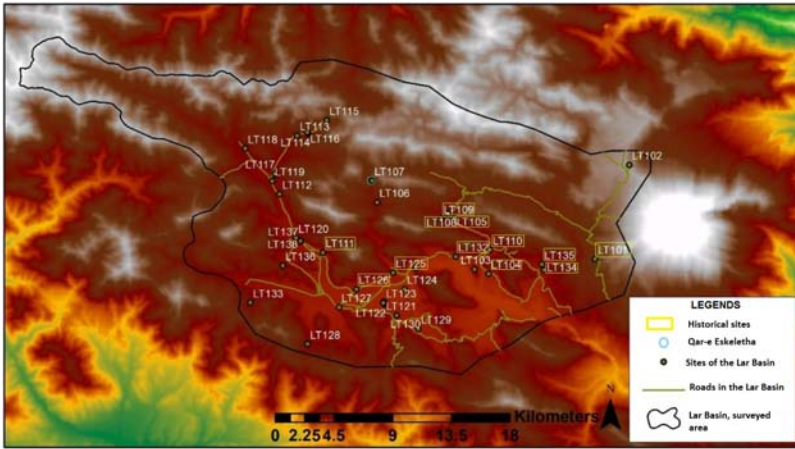 LT115
LT113
LT116
LT114
LT118
LT102
LT117
LT119
LT107
LT112
LT106
LT109
LT105
LT137
LT120
LT110
LT111
LT132
LT101
LT136
LT125
LT103
LT135
LT104
LT134
LT126
LT124
LT133
LT127
LT123
LT122
LT121
LT129
LT130
LT128
LEGENDS
Historical sites
Qar-e Eskeletha
Sites of the Lar Basin
Roads in the Lar Basin
Lar Basin, surveyed
area
N
Kilometers
0 2.25 4.5 9 13.5 18